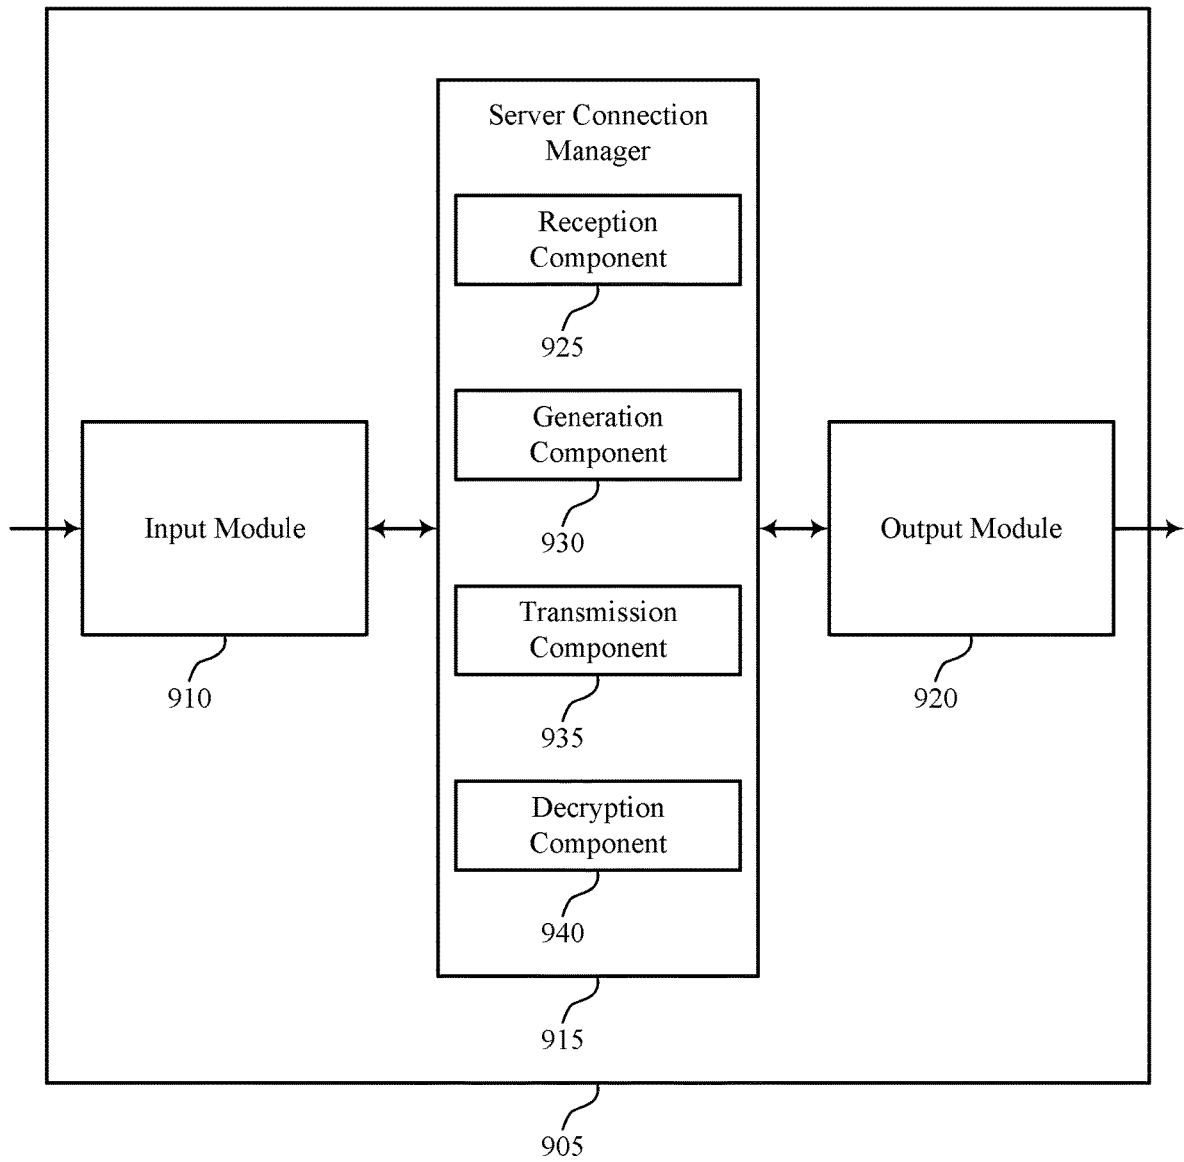 Server Connection
Manager
Reception
Component
925
Generation
Component
930
Input Module
Output Module
Transmission
Component
910
920
935
Decryption
Component
940
915
905